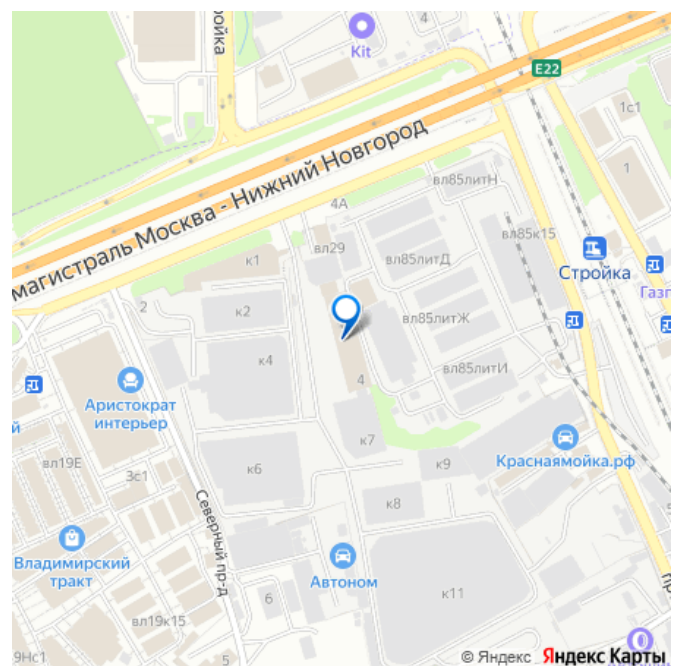 4
Kit
ройка
E22
1с1
1
магистраль Москва - Нижний Новгород
4А
вл85литН
вл29
вл85к15
к1
вл85литД
Стройка
Газп
2
к2
вл85литЖ
к4
вл85литИ
4
Аристократ
интерьер
к7
Краснаямойка.рф
й
вл19Е
3с1
к6
к9
к8
Северный пр-д
Владимирский
тракт
Автоном
к11
6
вл19к15
9Нс1
5
© Яндекс Яндекс Карты